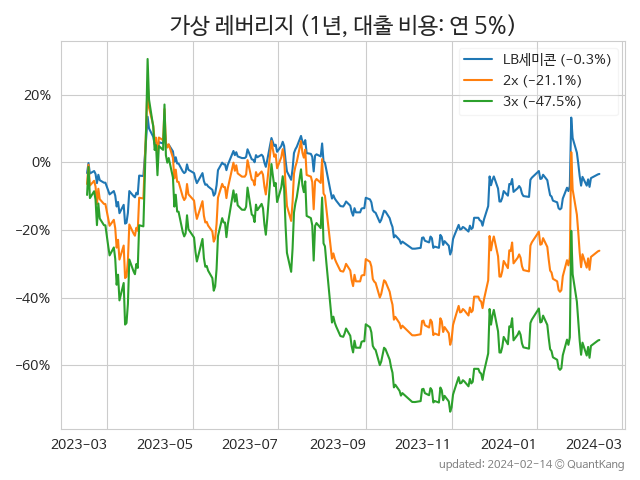 가상 레버리지 (1년, 대출 비용: 연 5%)
LB세미콘 (−0.3%)
2x (−21.1%)
3x (−47.5%)
20%
0%
−20%
−40%
−60%
2023-03 2023-05 2023-07 2023-09 2023-11 2024-01 2024-03
updated: 2024-02-14 © QuantKang